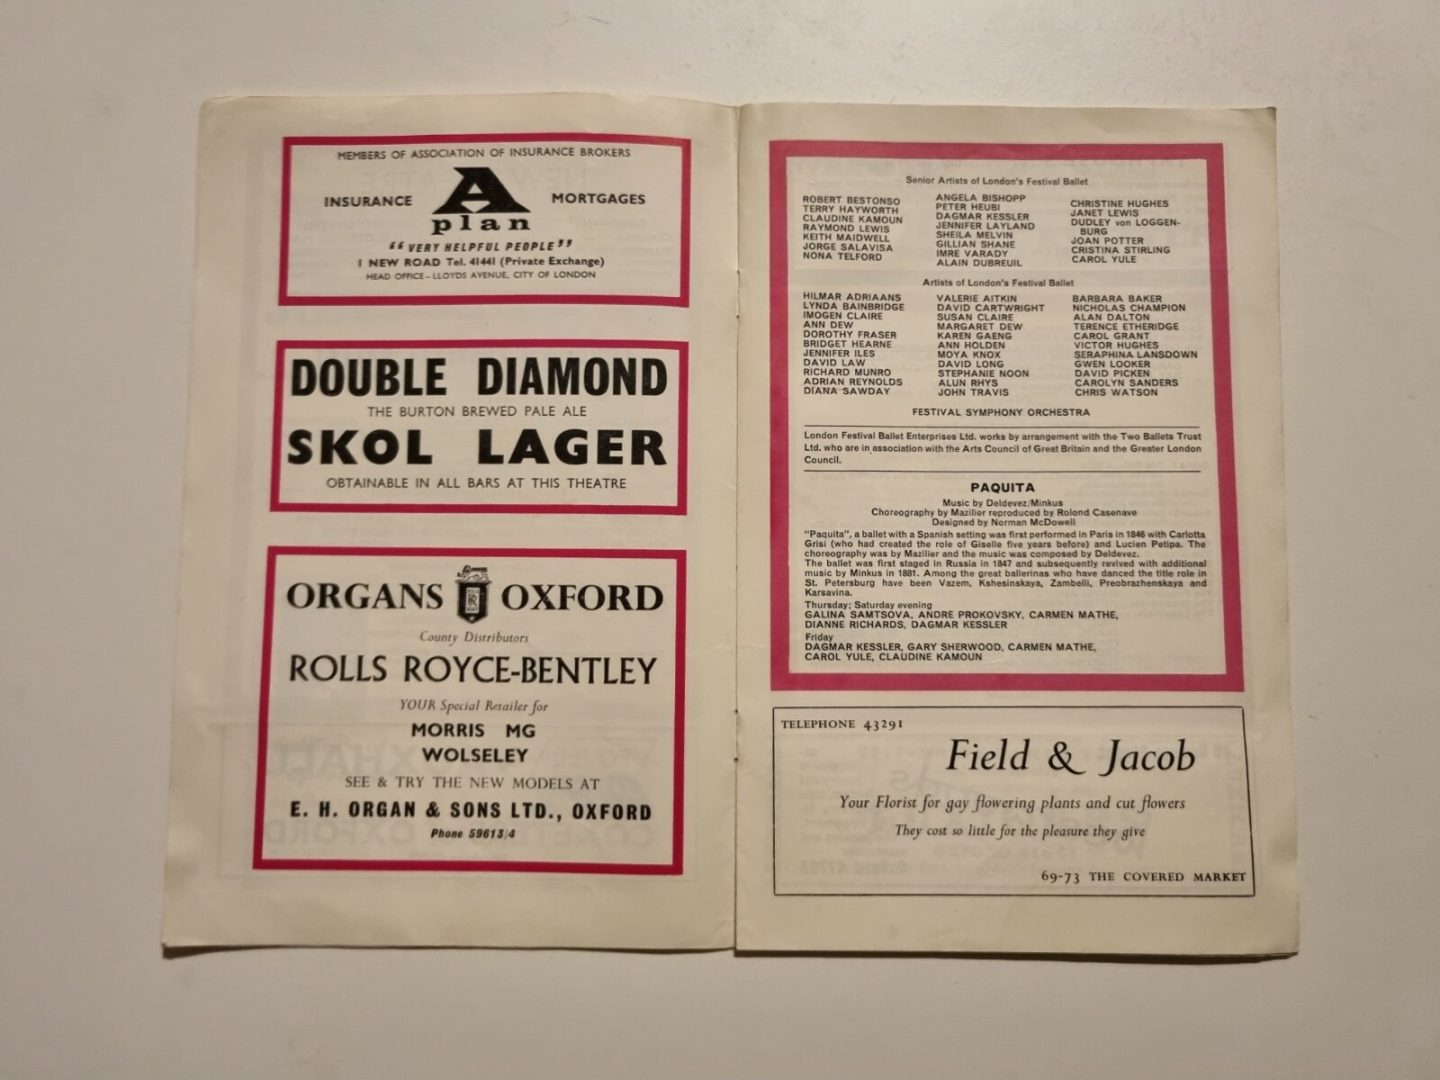 MEMBERS OF ASSOCIATION OF INSURANCE BROKERS
INSURANCE A plan MORTGAGES
"VERY HELPFUL PEOPLE"
1 NEW ROAD Tel. 41441 (Private Exchange)
HEAD OFFICE – LLOYDS AVENUE, CITY OF LONDON
DOUBLE DIAMOND
THE BURTON BREWED PALE ALE
SKOL LAGER
OBTAINABLE IN ALL BARS AT THIS THEATRE
ORGANS OXFORD
County Distributors
ROLLS ROYCE-BENTLEY
YOUR Special Retailer for
MORRIS MG
WOLSELEY
SEE & TRY THE NEW MODELS AT
E. H. ORGAN & SONS LTD., OXFORD
Phone 59613/4
Senior Artists of London's Festival Ballet
ROBERT BESTONSO
TERRY HAYWORTH
CLAUDINE KAMOUN
RAYMOND LEWIS
KEITH MAIDWELL
JORGE SALAVISA
NONA TELFORD
ANGELA BISHOPP
PETER HEUBI
DAGMAR KESSLER
JENNIFER LAYLAND
SHEILA MELVIN
GILLIAN SHANE
IMRE VARADY
ALAIN DUBREUIL
CHRISTINE HUGHES
JANET LEWIS
DUDLEY von LOGGEN-
BURG
JOAN POTTER
CRISTINA STIRLING
CAROL YULE
Artists of London's Festival Ballet
HILMAR ADRIAANS
LYNDA BAINBRIDGE
IMOGEN CLAIRE
ANN DEW
DOROTHY FRASER
BRIDGET HEARNE
JENNIFER ILES
DAVID LAW
RICHARD MUNRO
ADRIAN REYNOLDS
DIANA SAWDAY
VALERIE AITKIN
DAVID CARTWRIGHT
SUSAN CLAIRE
MARGARET DEW
KAREN GAENG
ANN HOLDEN
MOYA KNOX
DAVID LONG
STEPHANIE NOON
ALUN RHYS
JOHN TRAVIS
BARBARA BAKER
NICHOLAS CHAMPION
ALAN DALTON
TERENCE ETHERIDGE
CAROL GRANT
VICTOR HUGHES
SERAPHINA LANSDOWN
GWEN LOOKER
DAVID PICKEN
CAROLYN SANDERS
CHRIS WATSON
FESTIVAL SYMPHONY ORCHESTRA
London Festival Ballet Enterprises Ltd. works by arrangement with the Two Ballets Trust
Ltd. who are in association with the Arts Council of Great Britain and the Greater London
Council.
PAQUITA
Music by Deldevez/Minkus
Choreography by Mazilier reproduced by Rolond Casenave
Designed by Norman McDowell
"Paquita", a ballet with a Spanish setting was first performed in Paris in 1846 with Carlotta
Grisi (who had created the role of Giselle five years before) and Lucien Petipa. The
choreography was by Mazilier and the music was composed by Deldevez.
The ballet was first staged in Russia in 1847 and subsequently revived with additional
music by Minkus in 1881. Among the great ballerinas who have danced the title role in
St. Petersburg have been Vazem, Kshesinskaya, Zambelli, Preobrazhenskaya and
Karsavina.
Thursday; Saturday evening
GALINA SAMTSOVA, ANDRE PROKOVSKY, CARMEN MATHE,
DIANNE RICHARDS, DAGMAR KESSLER
Friday
DAGMAR KESSLER, GARY SHERWOOD, CARMEN MATHE,
CAROL YULE, CLAUDINE KAMOUN
TELEPHONE 43291
Field & Jacob
Your Florist for gay flowering plants and cut flowers
They cost so little for the pleasure they give
69-73 THE COVERED MARKET